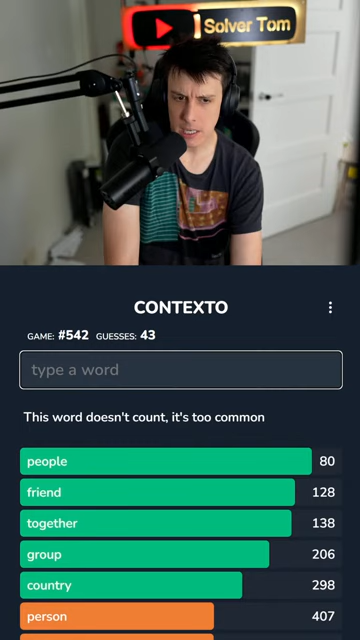 Solver Tom
CONTEXTO
GAME: #542 GUESSES: 43
type a word
This word doesn't count, it's too common
people 80
friend 128
together 138
group 206
country 298
person 407